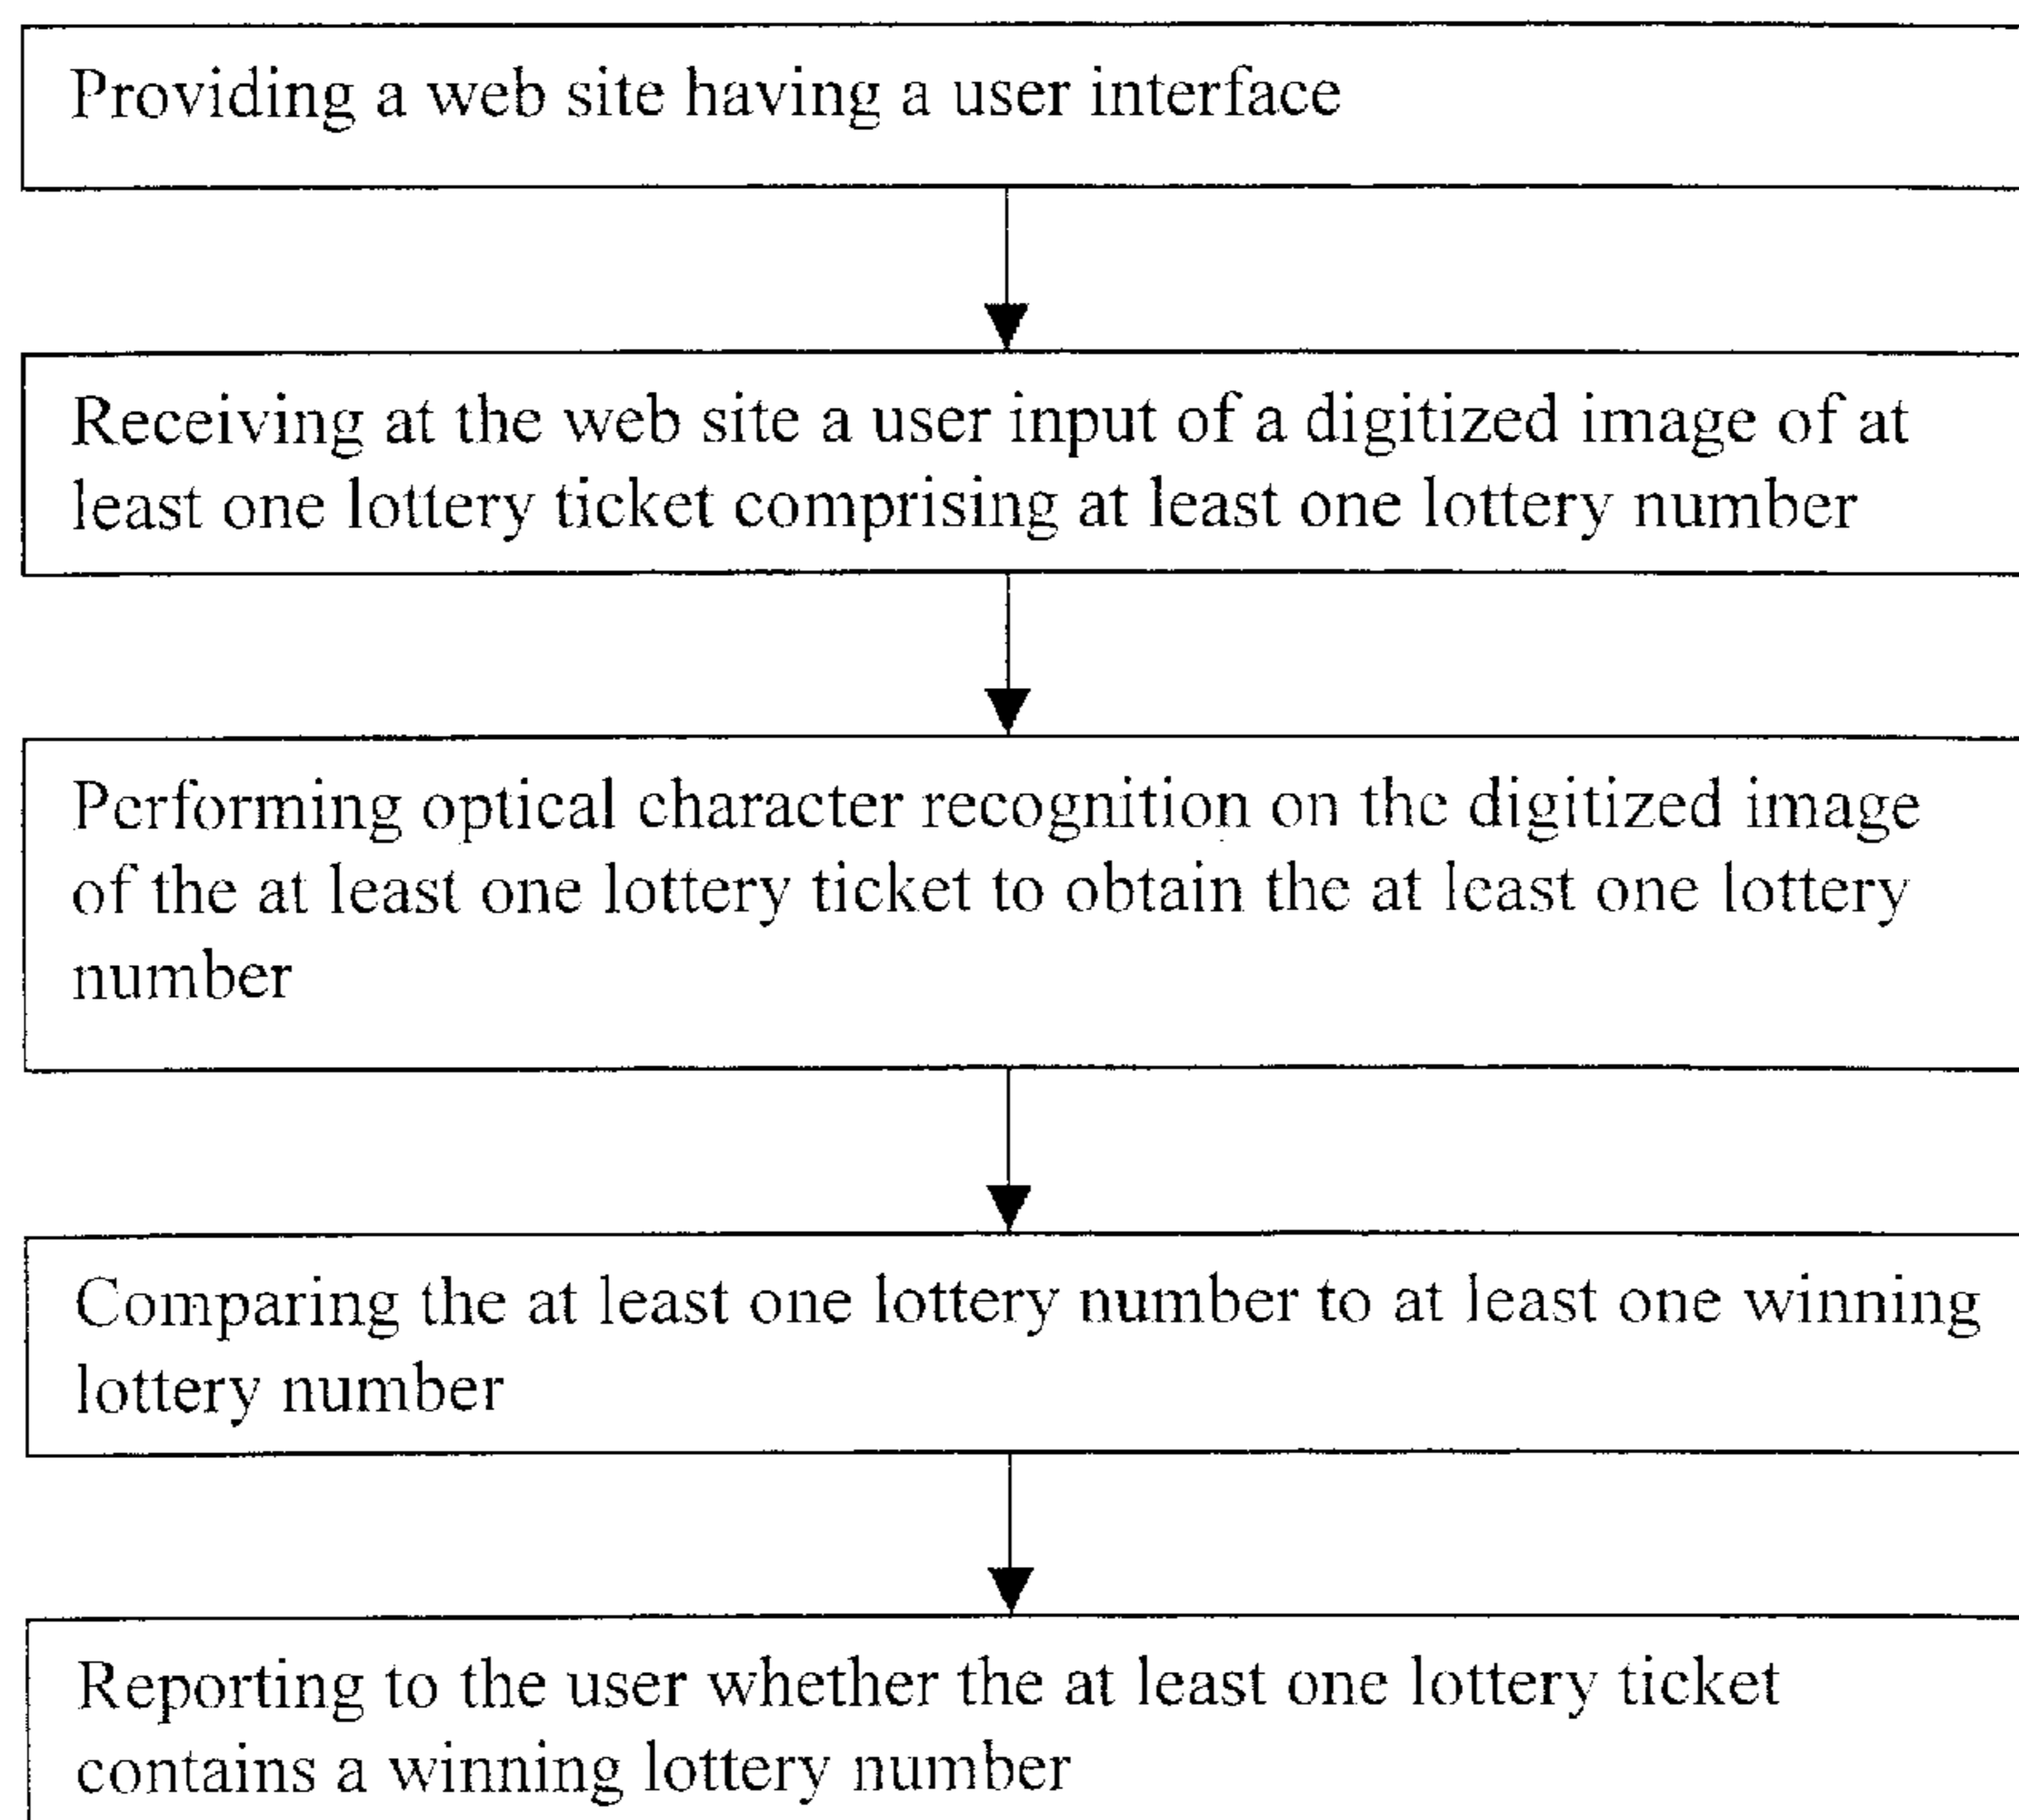 Providing a web site having a user interface
Receiving at the web site a user input of a digitized image of at
least one lottery ticket comprising at least one lottery number
Performing optical character recognition on the digitized image
of the at least one lottery ticket to obtain the at least one lottery
number
Comparing the at least one lottery number to at least one winning
lottery number
Reporting to the user whether the at least one lottery ticket
contains a winning lottery number